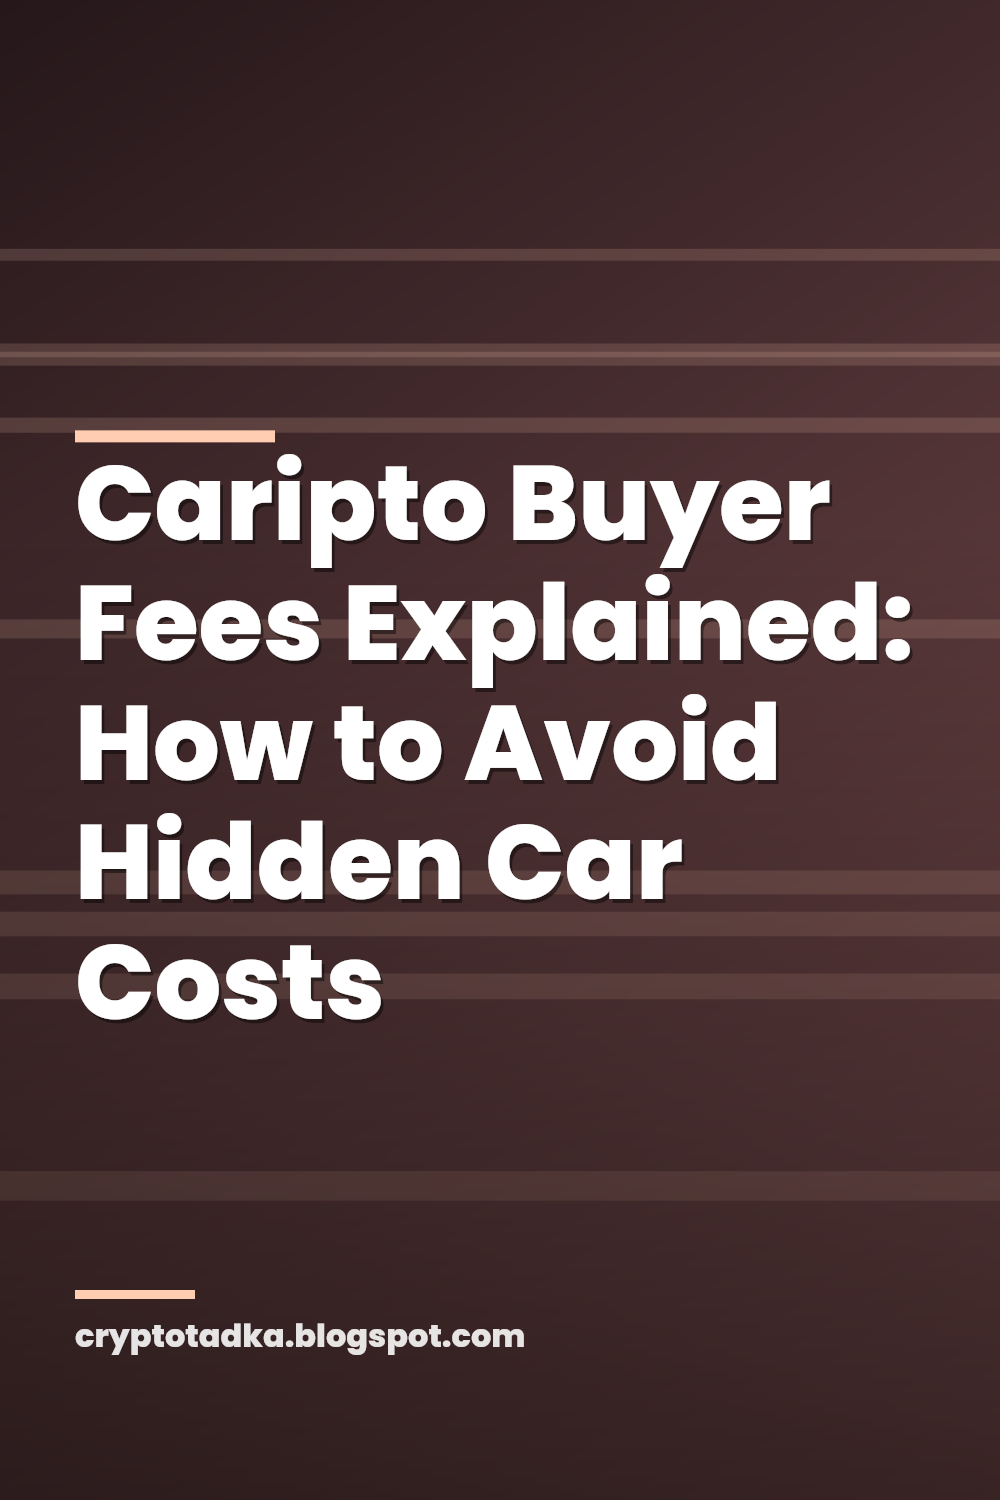 Caripto Buyer
Fees Explained:
How to Avoid
Hidden Car
Costs
cryptotadka.blogspot.com